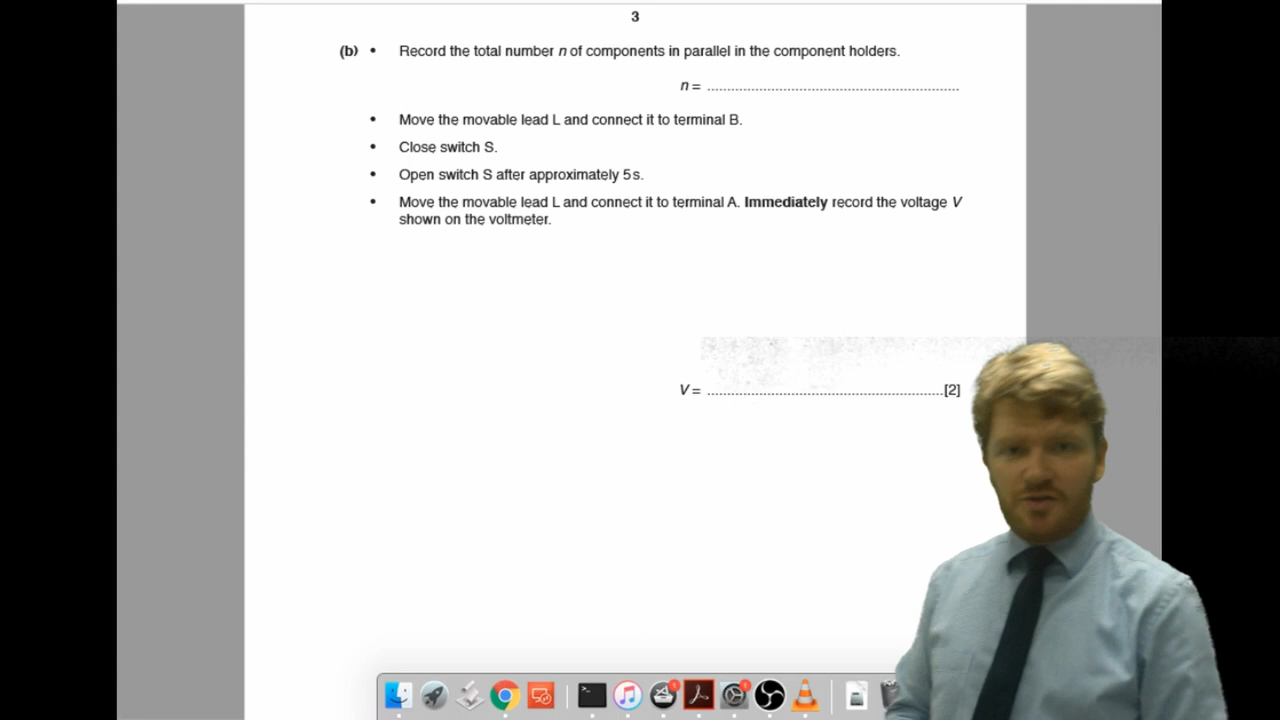 3
(b) • Record the total number n of components in parallel in the component holders.
n = ...............................................................
• Move the movable lead L and connect it to terminal B.
• Close switch S.
• Open switch S after approximately 5 s.
• Move the movable lead L and connect it to terminal A. Immediately record the voltage V
shown on the voltmeter.
V = ...........................................................[2]